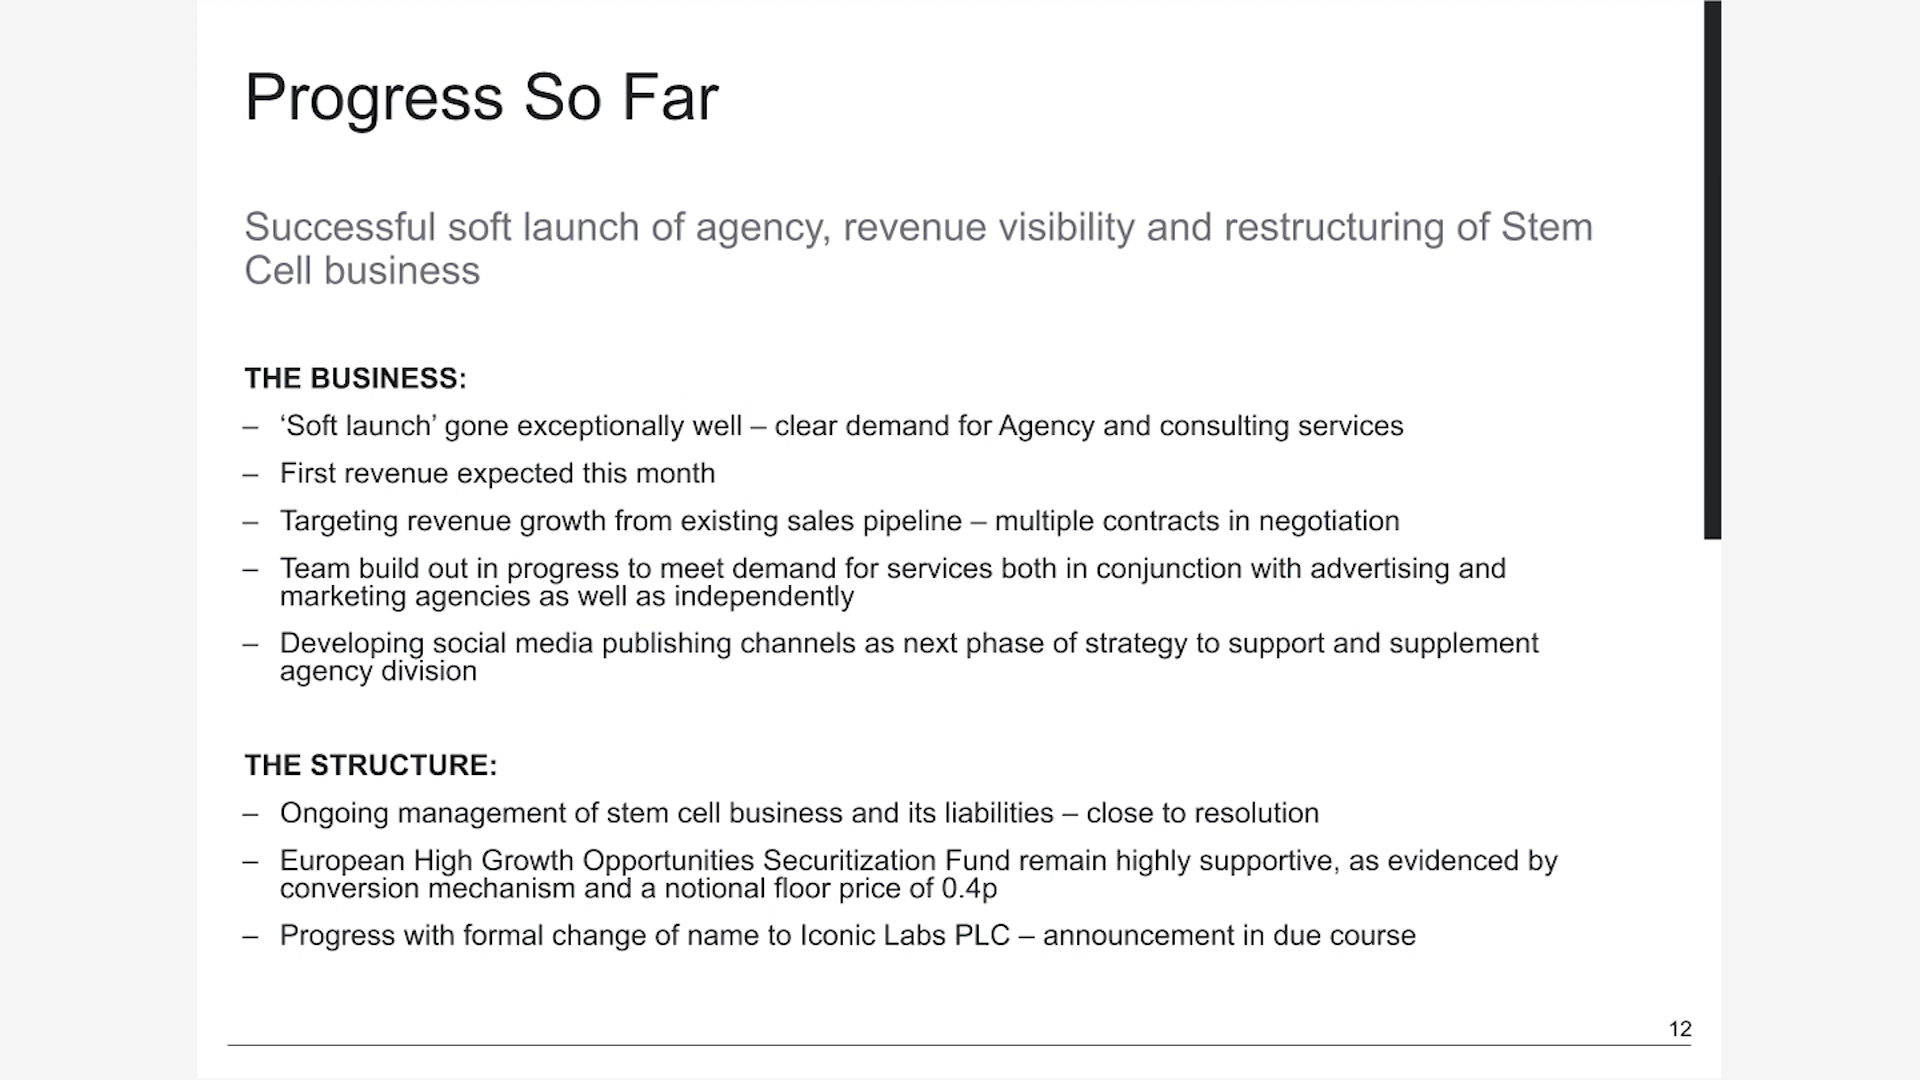 Progress So Far
Successful soft launch of agency, revenue visibility and restructuring of Stem
Cell business
THE BUSINESS:
– ‘Soft launch’ gone exceptionally well – clear demand for Agency and consulting services
– First revenue expected this month
– Targeting revenue growth from existing sales pipeline – multiple contracts in negotiation
– Team build out in progress to meet demand for services both in conjunction with advertising and
marketing agencies as well as independently
– Developing social media publishing channels as next phase of strategy to support and supplement
agency division
THE STRUCTURE:
– Ongoing management of stem cell business and its liabilities – close to resolution
– European High Growth Opportunities Securitization Fund remain highly supportive, as evidenced by
conversion mechanism and a notional floor price of 0.4p
– Progress with formal change of name to Iconic Labs PLC – announcement in due course
12